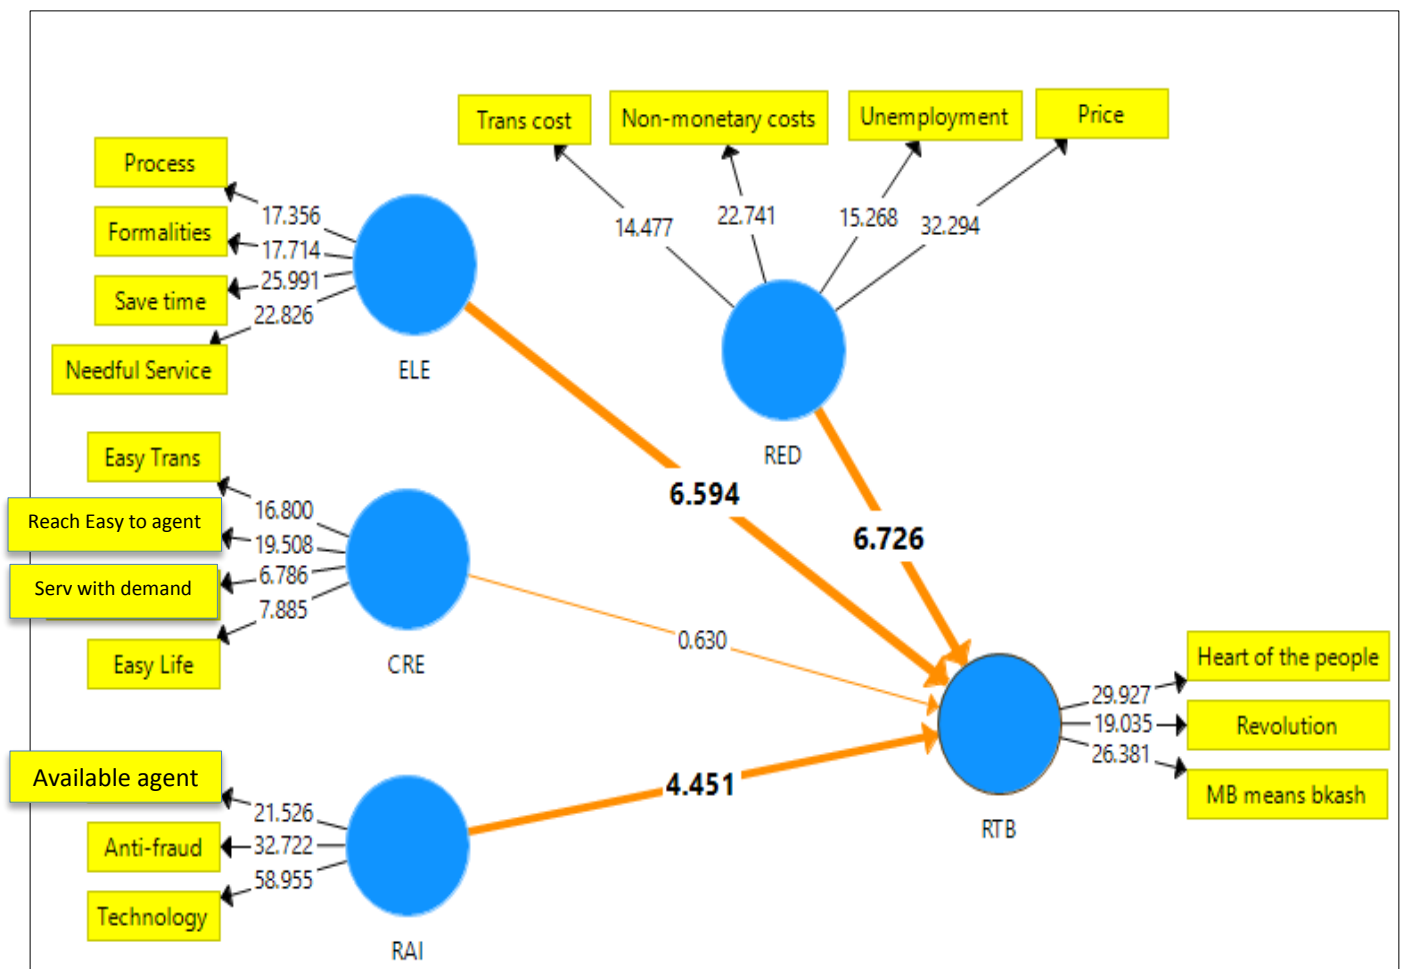 Trans cost
Non-monetary costs
Unemployment
Price
14.477
22.741
15.268
32.294
RED
Process
Formalities
Save time
Needful Service
17.356
17.714
25.991
22.826
ELE
6.594
6.726
Easy Trans
Reach Easy to agent
Serv with demand
Easy Life
16.800
19.508
6.786
7.885
CRE
0.630
Available agent
Anti-fraud
Technology
21.526
32.722
58.955
RAI
4.451
RTB
29.927
19.035
26.381
Heart of the people
Revolution
MB means bkash